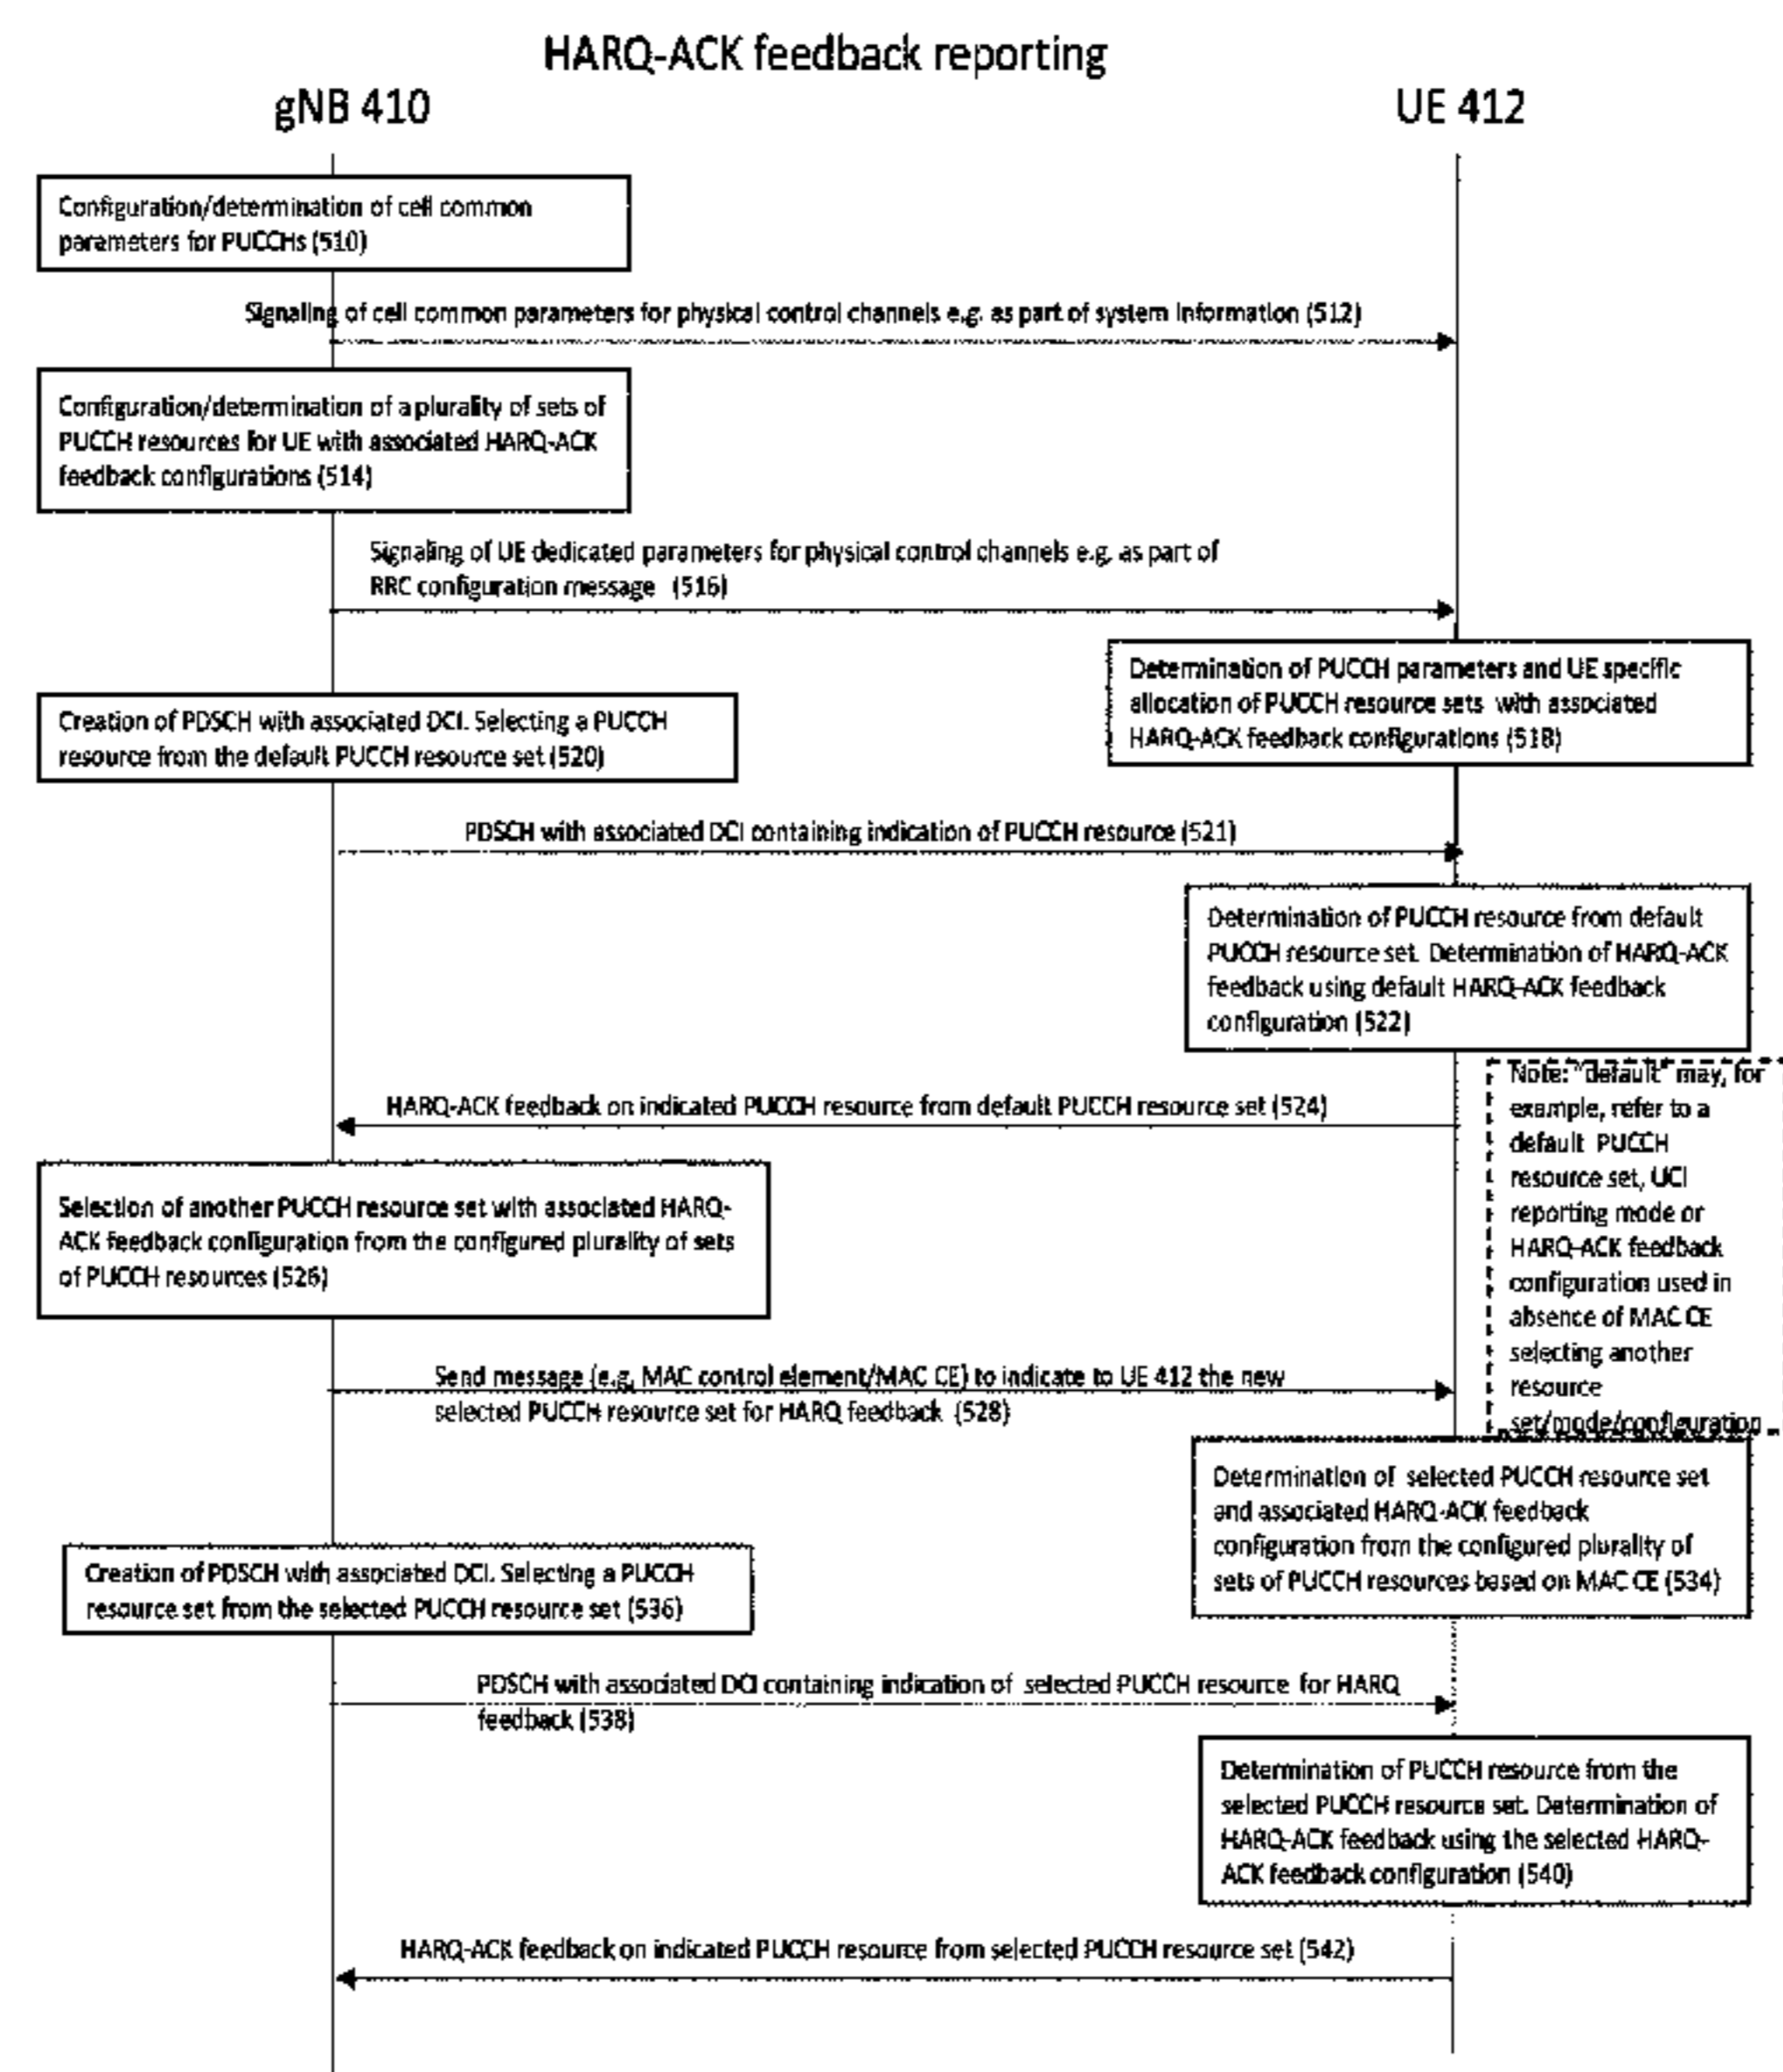 HARQ-ACK feedback reporting
gNB 410
UE 412
Configuration/determination of cell common
parameters for PUCCHs (510)
Signaling of cell common parameters for physical control channels e.g. as part of system information (512)
Configuration/determination of a plurality of sets of
PUCCH resources for UE with associated HARQ-ACK
feedback configurations (514)
Signaling of UE dedicated parameters for physical control channels e.g. as part of
RRC configuration message (516)
Determination of PUCCH parameters and UE specific
allocation of PUCCH resource sets with associated
HARQ-ACK feedback configurations (518)
Creation of PDSCH with associated DCI. Selecting a PUCCH
resource from the default PUCCH resource set (520)
PDSCH with associated DCI containing indication of PUCCH resource (521)
Determination of PUCCH resource from default
PUCCH resource set. Determination of HARQ-ACK
feedback using default HARQ-ACK feedback
configuration (522)
HARQ-ACK feedback on indicated PUCCH resource from default PUCCH resource set (524)
Note: "default" may, for
example, refer to a
default PUCCH
resource set, UCI
reporting mode or
HARQ-ACK feedback
configuration used in
absence of MAC CE
selecting another
resource
set/mode/configuration
Selection of another PUCCH resource set with associated HARQ-
ACK feedback configuration from the configured plurality of sets
of PUCCH resources (526)
Send message (e.g. MAC control element/MAC CE) to indicate to UE 412 the new
selected PUCCH resource set for HARQ feedback (528)
Determination of selected PUCCH resource set
and associated HARQ-ACK feedback
configuration from the configured plurality of
sets of PUCCH resources based on MAC CE (534)
Creation of PDSCH with associated DCI. Selecting a PUCCH
resource set from the selected PUCCH resource set (536)
PDSCH with associated DCI containing indication of selected PUCCH resource for HARQ
feedback (538)
Determination of PUCCH resource from the
selected PUCCH resource set. Determination of
HARQ-ACK feedback using the selected HARQ-
ACK feedback configuration (540)
HARQ-ACK feedback on indicated PUCCH resource from selected PUCCH resource set (542)